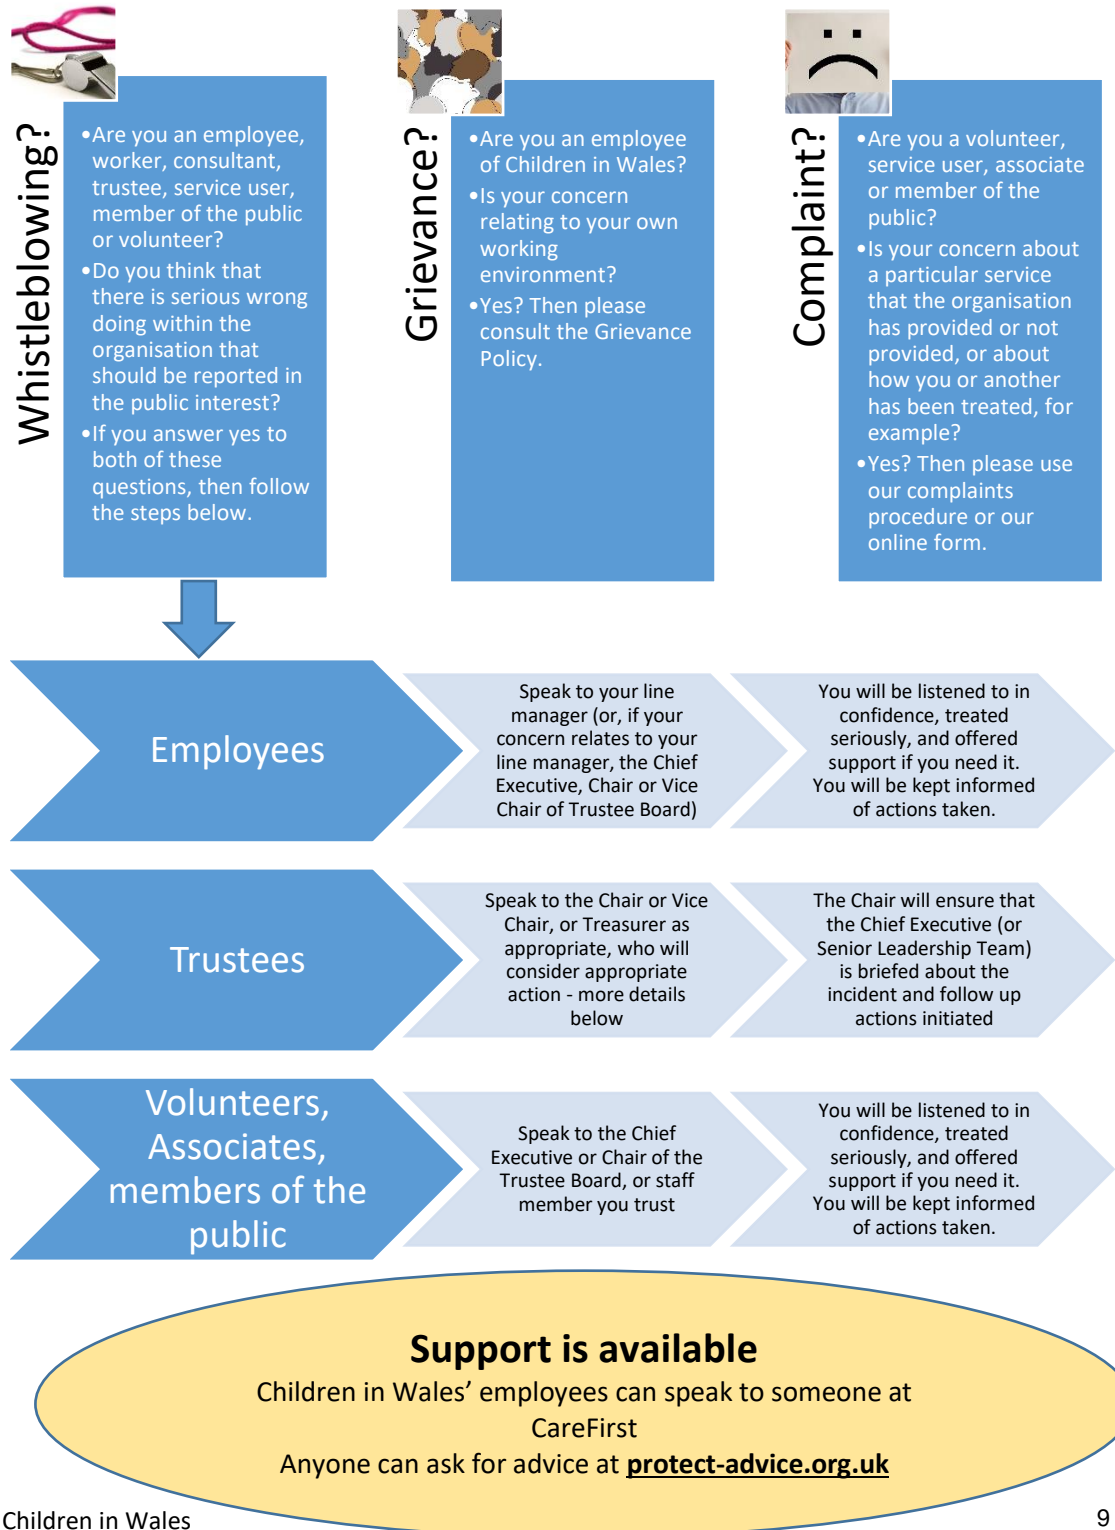 Whistleblowing?
•Are you an employee,
worker, consultant,
trustee, service user,
member of the public
or volunteer?
•Do you think that
there is serious wrong
doing within the
organisation that
should be reported in
the public interest?
•If you answer yes to
both of these
questions, then follow
the steps below.
Grievance?
•Are you an employee
of Children in Wales?
•Is your concern
relating to your own
working
environment?
•Yes? Then please
consult the Grievance
Policy.
Complaint?
•Are you a volunteer,
service user, associate
or member of the
public?
•Is your concern about
a particular service
that the organisation
has provided or not
provided, or about
how you or another
has been treated, for
example?
•Yes? Then please use
our complaints
procedure or our
online form.
Employees
Speak to your line
manager (or, if your
concern relates to your
line manager, the Chief
Executive, Chair or Vice
Chair of Trustee Board)
You will be listened to in
confidence, treated
seriously, and offered
support if you need it.
You will be kept informed
of actions taken.
Trustees
Speak to the Chair or Vice
Chair, or Treasurer as
appropriate, who will
consider appropriate
action - more details
below
The Chair will ensure that
the Chief Executive (or
Senior Leadership Team)
is briefed about the
incident and follow up
actions initiated
Volunteers,
Associates,
members of the
public
Speak to the Chief
Executive or Chair of the
Trustee Board, or staff
member you trust
You will be listened to in
confidence, treated
seriously, and offered
support if you need it.
You will be kept informed
of actions taken.
Support is available
Children in Wales’ employees can speak to someone at
CareFirst
Anyone can ask for advice at protect-advice.org.uk
Children in Wales
9